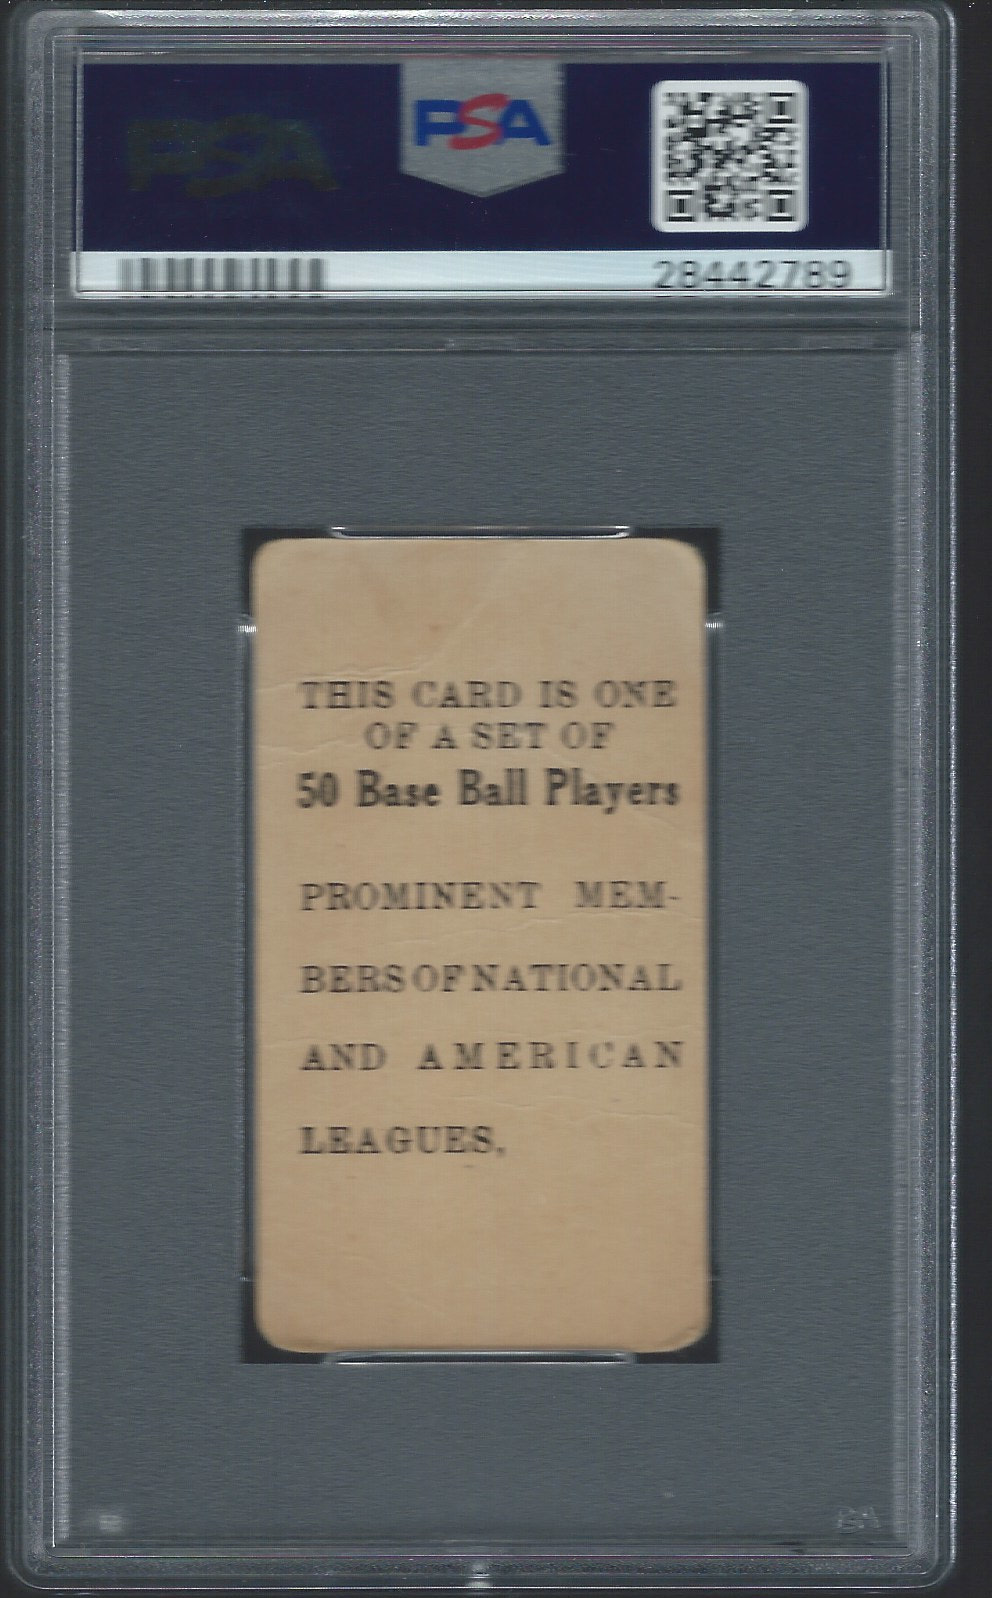 PSA
PSA
28442789
THIS CARD IS ONE
OF A SET OF
50 Base Ball Players
PROMINENT MEM-
BERS OF NATIONAL
AND AMERICAN
LEAGUES.